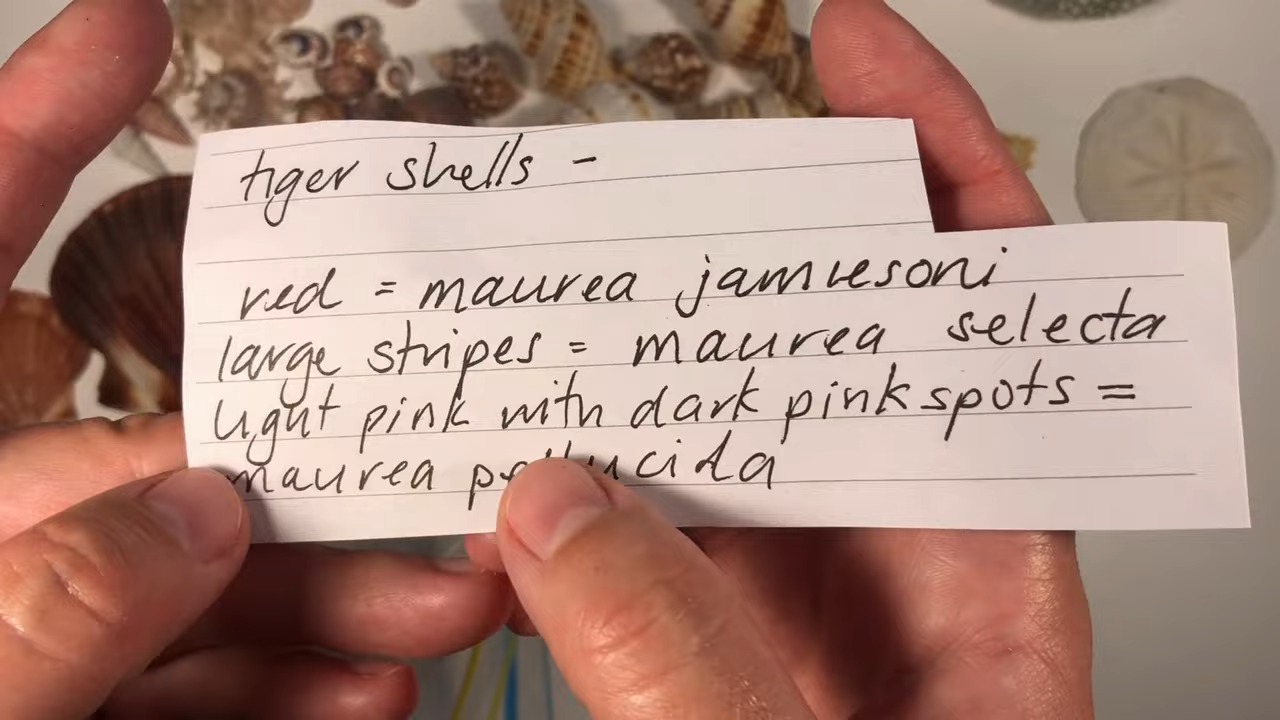 tiger shells -
red = maurea jamiesoni
large stripes = maurea selecta
light pink with dark pink spots =
maurea